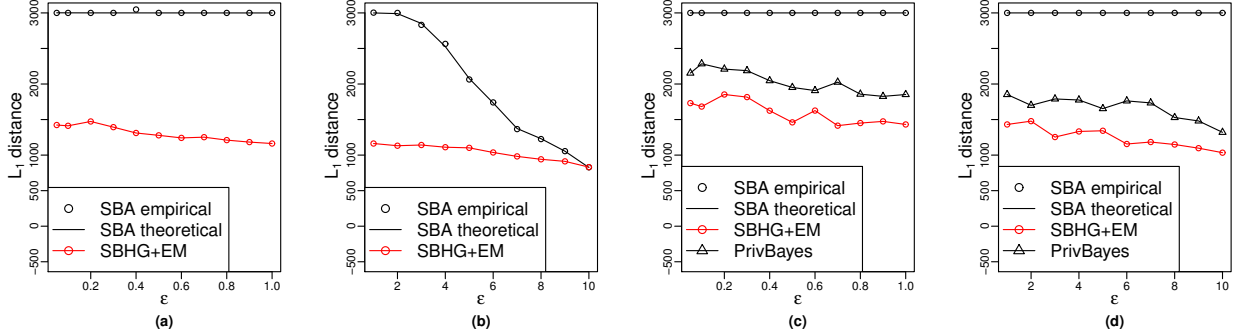 L1 distance
3000
2000
1000
500
0
−500
SBA empirical
SBA theoretical
SBHG+EM
0.2 0.4 0.6 0.8 1.0
ε
(a)
L1 distance
3000
2000
1000
500
0
−500
SBA empirical
SBA theoretical
SBHG+EM
2 4 6 8 10
ε
(b)
L1 distance
3000
2000
1000
500
0
−500
SBA empirical
SBA theoretical
SBHG+EM
PrivBayes
0.2 0.4 0.6 0.8 1.0
ε
(c)
L1 distance
3000
2000
1000
500
0
−500
SBA empirical
SBA theoretical
SBHG+EM
PrivBayes
2 4 6 8 10
ε
(d)